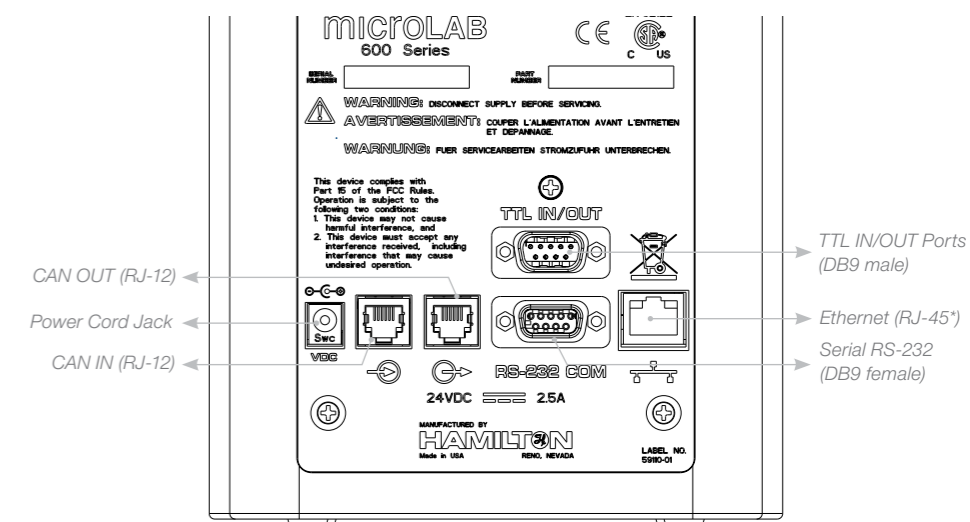 microLAB
600 Series
C US
SERIAL
NUMBER
PART
NUMBER
WARNING: DISCONNECT SUPPLY BEFORE SERVICING.
AVERTISSEMENT: COUPER L'ALIMENTATION AVANT L'ENTRETIEN
ET DEPANNAGE.
WARNUNG: FUER SERVICEARBEITEN STROMZUFUHR UNTERBRECHEN.
This device complies with
Part 15 of the FCC Rules.
Operation is subject to the
following two conditions:
1. This device may not cause
harmful interference, and
2. This device must accept any
interference received, including
interference that may cause
undesired operation.
TTL IN/OUT
TTL IN/OUT Ports
(DB9 male)
CAN OUT (RJ-12)
Power Cord Jack
CAN IN (RJ-12)
Ethernet (RJ-45*)
Serial RS-232
(DB9 female)
Swc
VDC
RS-232 COM
24VDC 2.5A
MANUFACTURED BY
HAMILTON
Made in USA RENO, NEVADA
LABEL NO.
59110-01